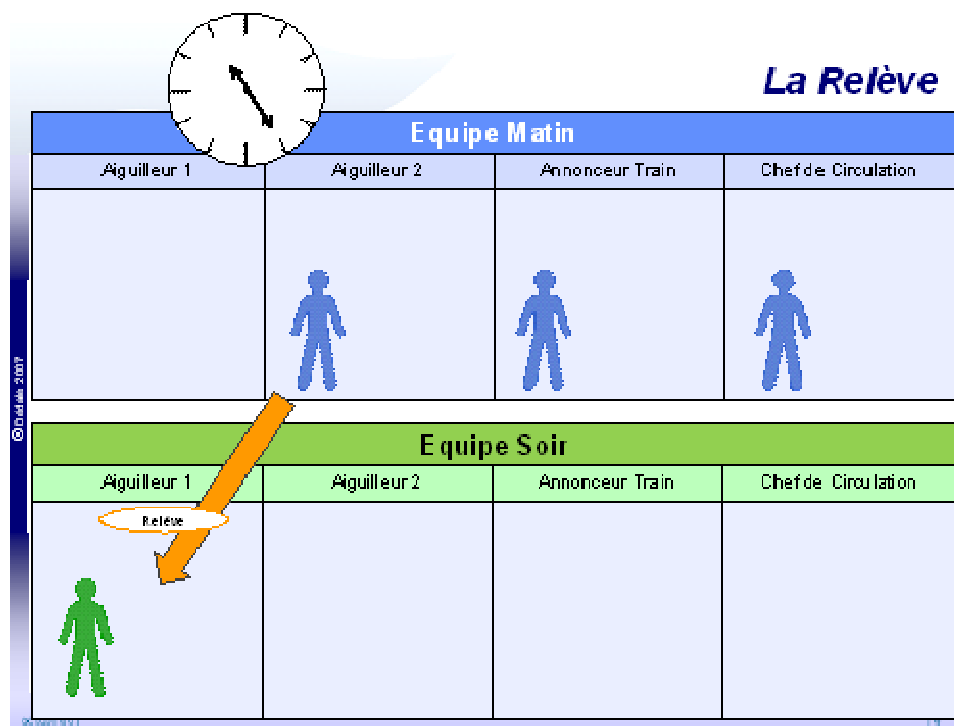 La Relève
Equipe Matin
Aiguilleur 1 Aiguilleur 2 Annonceur Train Chef de Circulation
Equipe Soir
Aiguilleur 1 Aiguilleur 2 Annonceur Train Chef de Circulation
Relève
2007